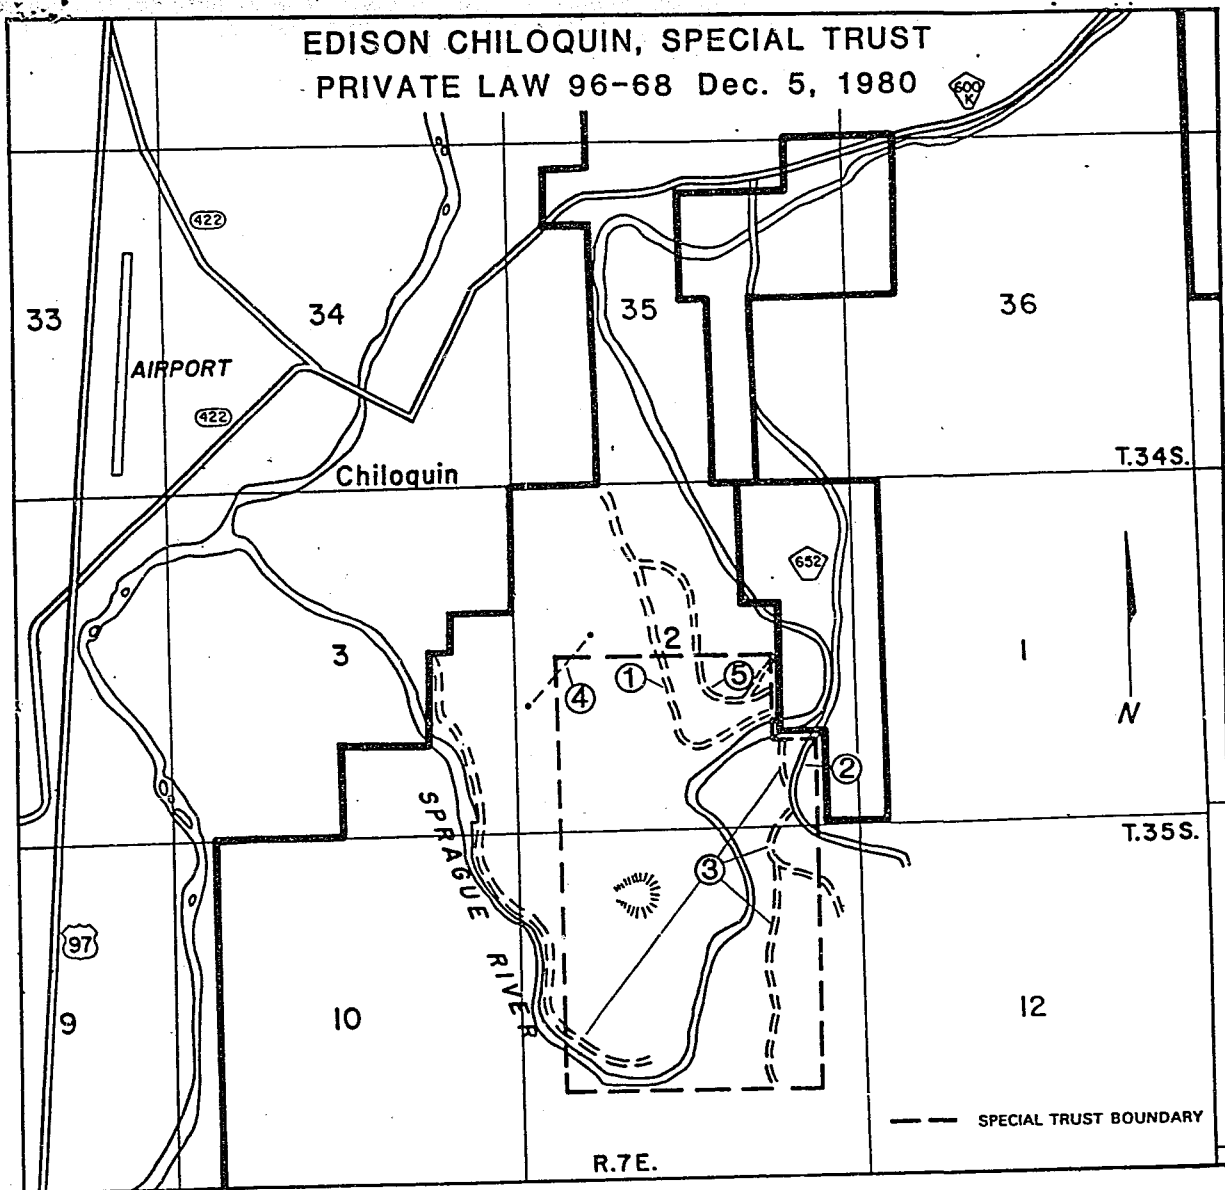 EDISON CHILOQUIN, SPECIAL TRUST
PRIVATE LAW 96-68 Dec. 5, 1980
600
K
422
33
34
35
36
AIRPORT
422
Chiloquin
T.34S.
652
3
2
1
1
5
4
N
2
SPRAGUE RIVER
T.35S.
3
97
9
10
12
SPECIAL TRUST BOUNDARY
R.7E.